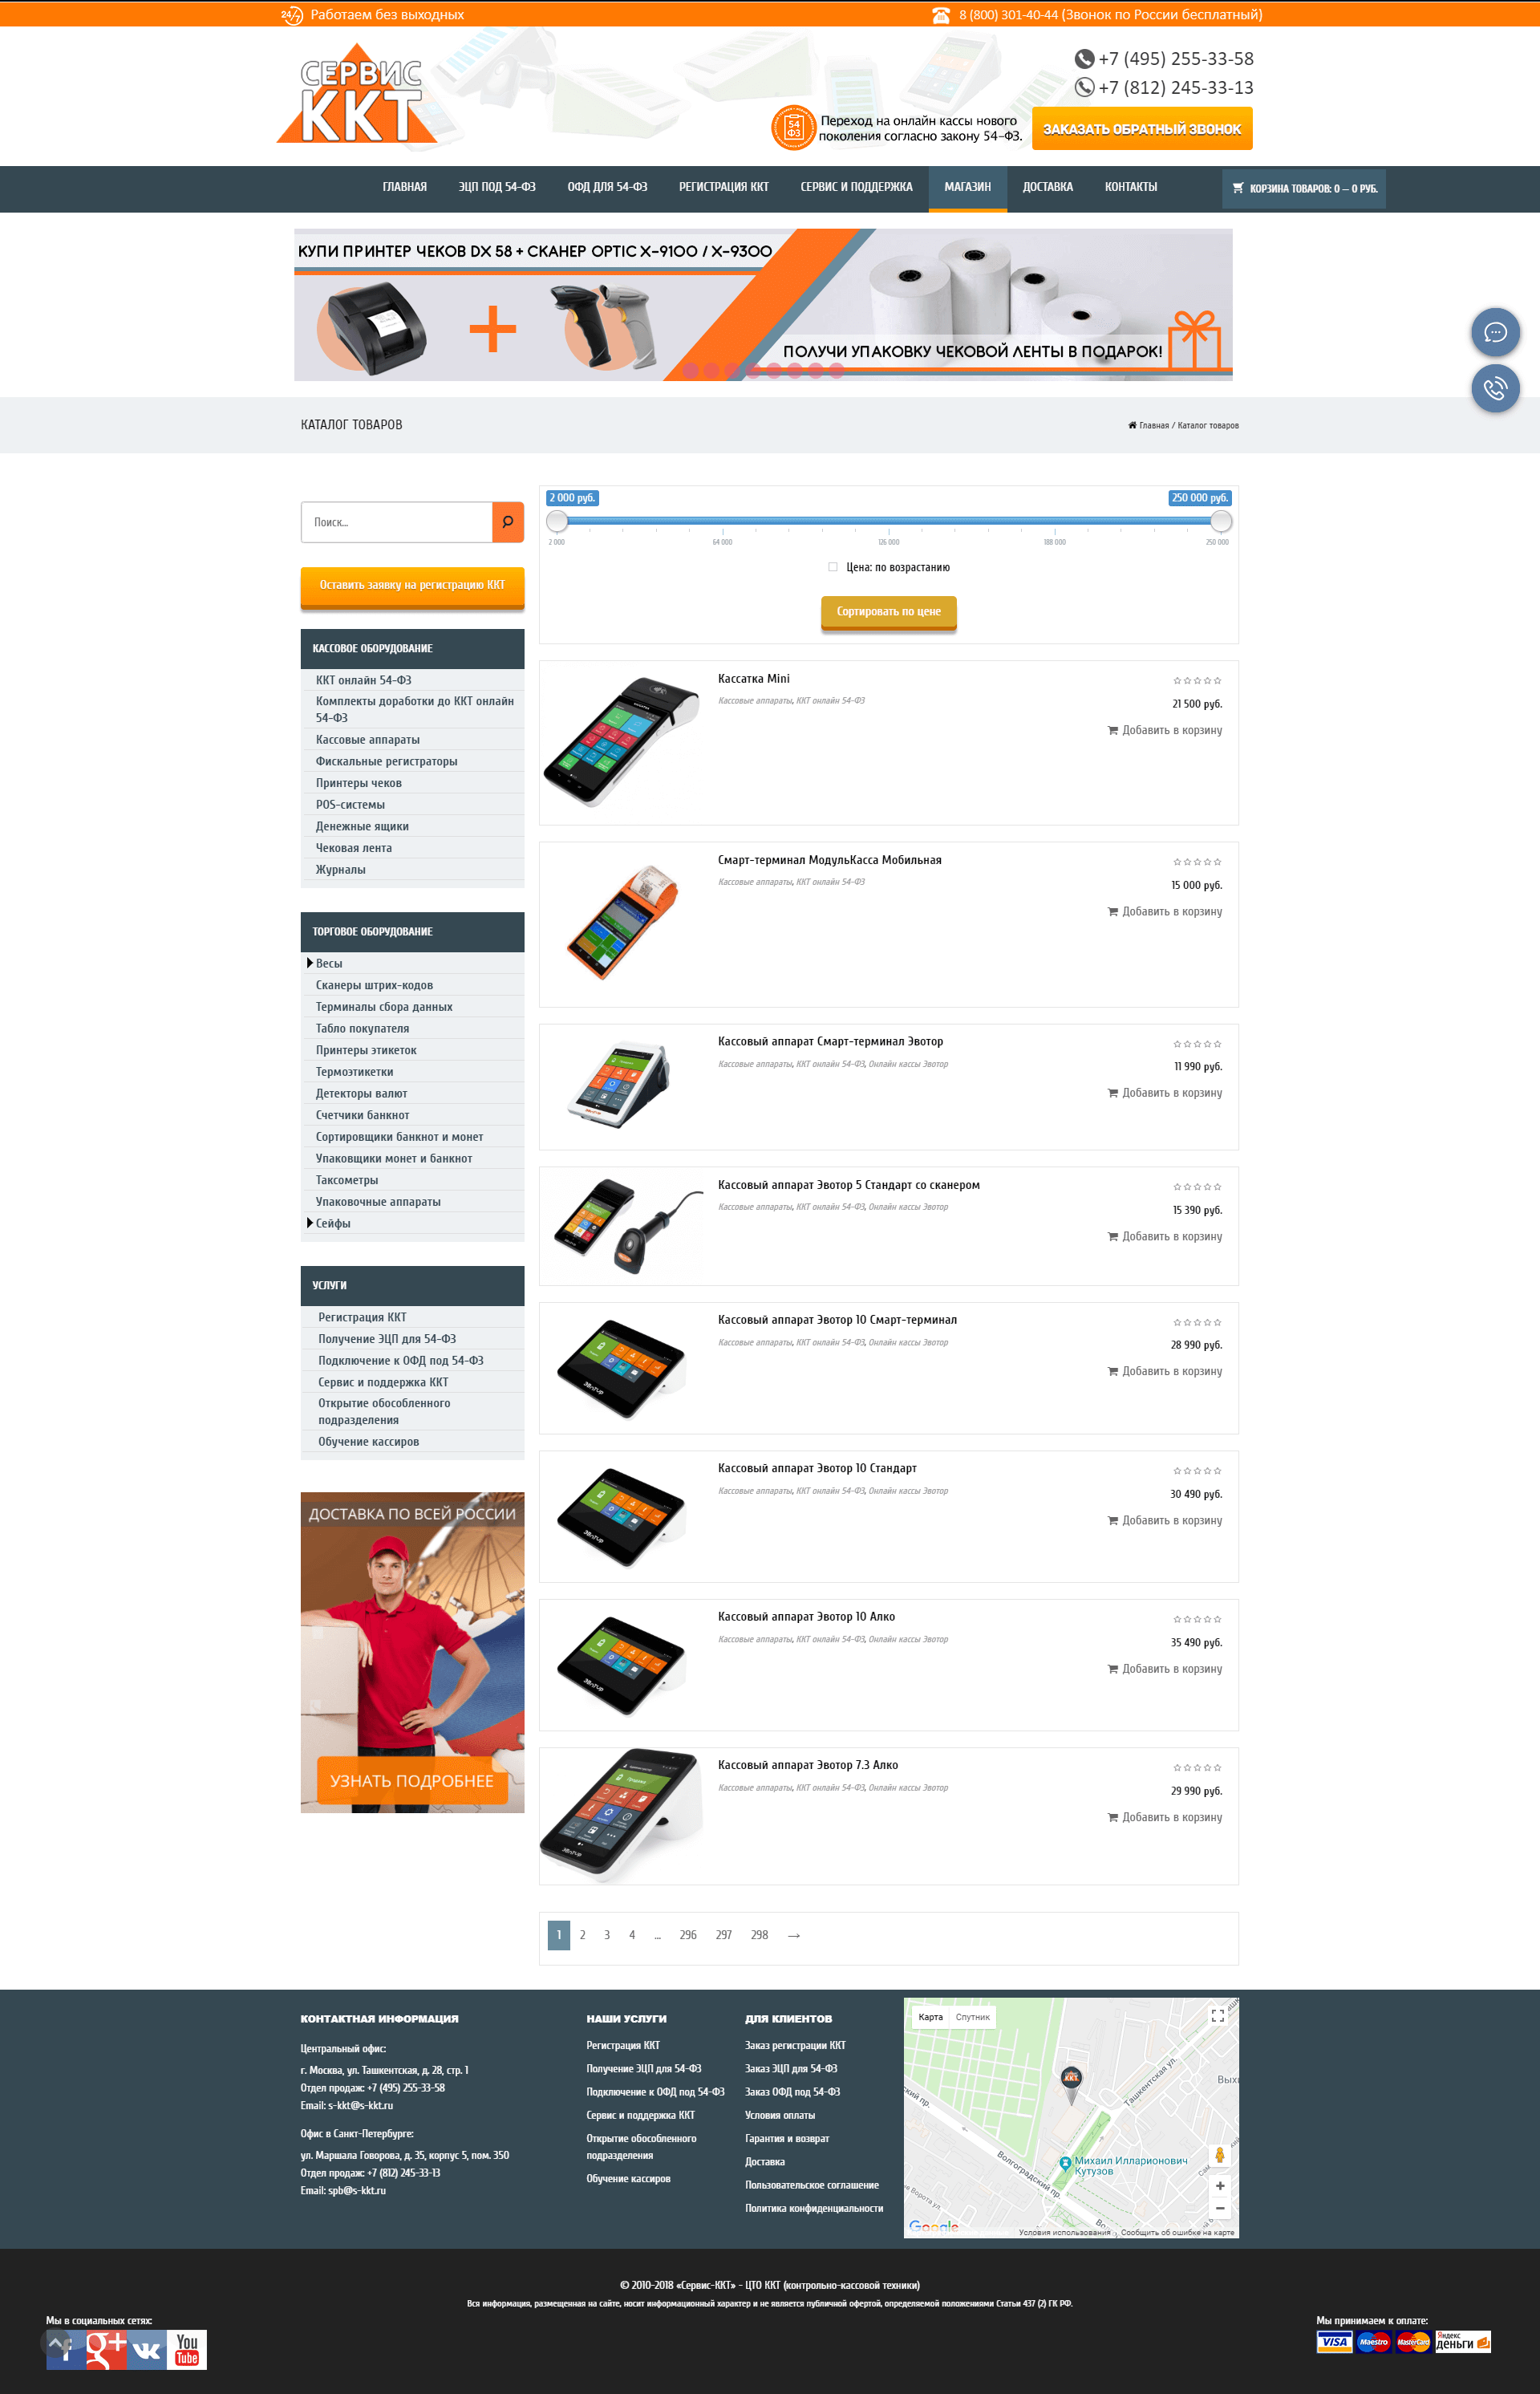 24/7 Работаем без выходных
8 (800) 301-40-44 (Звонок по России бесплатный)
СЕРВИС
ККТ
+7 (495) 255-33-58
+7 (812) 245-33-13
54 ФЗ
Переход на онлайн кассы нового
поколения согласно закону 54-ФЗ.
ЗАКАЗАТЬ ОБРАТНЫЙ ЗВОНОК
ГЛАВНАЯ ЭЦП ПОД 54-ФЗ ОФД ДЛЯ 54-ФЗ РЕГИСТРАЦИЯ ККТ СЕРВИС И ПОДДЕРЖКА МАГАЗИН ДОСТАВКА КОНТАКТЫ
КОРЗИНА ТОВАРОВ: 0 — 0 РУБ.
КУПИ ПРИНТЕР ЧЕКОВ DX 58 + СКАНЕР OPTIC X-9100 / X-9300
ПОЛУЧИ УПАКОВКУ ЧЕКОВОЙ ЛЕНТЫ В ПОДАРОК!
КАТАЛОГ ТОВАРОВ
Главная / Каталог товаров
Поиск...
Оставить заявку на регистрацию ККТ
КАССОВОЕ ОБОРУДОВАНИЕ
ККТ онлайн 54-ФЗ
Комплекты доработки до ККТ онлайн
54-ФЗ
Кассовые аппараты
Фискальные регистраторы
Принтеры чеков
POS-системы
Денежные ящики
Чековая лента
Журналы
ТОРГОВОЕ ОБОРУДОВАНИЕ
Весы
Сканеры штрих-кодов
Терминалы сбора данных
Табло покупателя
Принтеры этикеток
Термоэтикетки
Детекторы валют
Счетчики банкнот
Сортировщики банкнот и монет
Упаковщики монет и банкнот
Таксометры
Упаковочные аппараты
Сейфы
УСЛУГИ
Регистрация ККТ
Получение ЭЦП для 54-ФЗ
Подключение к ОФД под 54-ФЗ
Сервис и поддержка ККТ
Открытие обособленного
подразделения
Обучение кассиров
ДОСТАВКА ПО ВСЕЙ РОССИИ
УЗНАТЬ ПОДРОБНЕЕ
2 000 руб. 250 000 руб.
2 000 64 000 126 000 188 000 250 000
Цена: по возрастанию
Сортировать по цене
Кассатка Mini
Кассовые аппараты, ККТ онлайн 54-ФЗ
21 500 руб.
Добавить в корзину
Смарт-терминал МодульКасса Мобильная
Кассовые аппараты, ККТ онлайн 54-ФЗ
15 000 руб.
Добавить в корзину
Кассовый аппарат Смарт-терминал Эвотор
Кассовые аппараты, ККТ онлайн 54-ФЗ, Онлайн кассы Эвотор
11 990 руб.
Добавить в корзину
Кассовый аппарат Эвотор 5 Стандарт со сканером
Кассовые аппараты, ККТ онлайн 54-ФЗ, Онлайн кассы Эвотор
15 390 руб.
Добавить в корзину
Кассовый аппарат Эвотор 10 Смарт-терминал
Кассовые аппараты, ККТ онлайн 54-ФЗ, Онлайн кассы Эвотор
28 990 руб.
Добавить в корзину
Кассовый аппарат Эвотор 10 Стандарт
Кассовые аппараты, ККТ онлайн 54-ФЗ, Онлайн кассы Эвотор
30 490 руб.
Добавить в корзину
Кассовый аппарат Эвотор 10 Алко
Кассовые аппараты, ККТ онлайн 54-ФЗ, Онлайн кассы Эвотор
35 490 руб.
Добавить в корзину
Кассовый аппарат Эвотор 7.3 Алко
Кассовые аппараты, ККТ онлайн 54-ФЗ, Онлайн кассы Эвотор
29 990 руб.
Добавить в корзину
1 2 3 4 … 296 297 298 →
КОНТАКТНАЯ ИНФОРМАЦИЯ
Центральный офис:
г. Москва, ул. Ташкентская, д. 28, стр. 1
Отдел продаж: +7 (495) 255-33-58
Email: s-kkt@s-kkt.ru
Офис в Санкт-Петербурге:
ул. Маршала Говорова, д. 35, корпус 5, пом. 350
Отдел продаж: +7 (812) 245-33-13
Email: spb@s-kkt.ru
НАШИ УСЛУГИ
Регистрация ККТ
Получение ЭЦП для 54-ФЗ
Подключение к ОФД под 54-ФЗ
Сервис и поддержка ККТ
Открытие обособленного
подразделения
Обучение кассиров
ДЛЯ КЛИЕНТОВ
Заказ регистрации ККТ
Заказ ЭЦП для 54-ФЗ
Заказ ОФД под 54-ФЗ
Условия оплаты
Гарантия и возврат
Доставка
Пользовательское соглашение
Политика конфиденциальности
Карта Спутник
Ташкентская ул.
Вых
Волгоградский пр.
Михаил Илларионович
Кутузов
Google
Условия использования Сообщить об ошибке на карте
© 2010-2018 «Сервис-ККТ» - ЦТО ККТ (контрольно-кассовой техники)
Вся информация, размещенная на сайте, носит информационный характер и не является публичной офертой, определяемой положениями Статьи 437 (2) ГК РФ.
Мы в социальных сетях:
You Tube
Мы принимаем к оплате:
VISA Maestro MasterCard Яндекс деньги